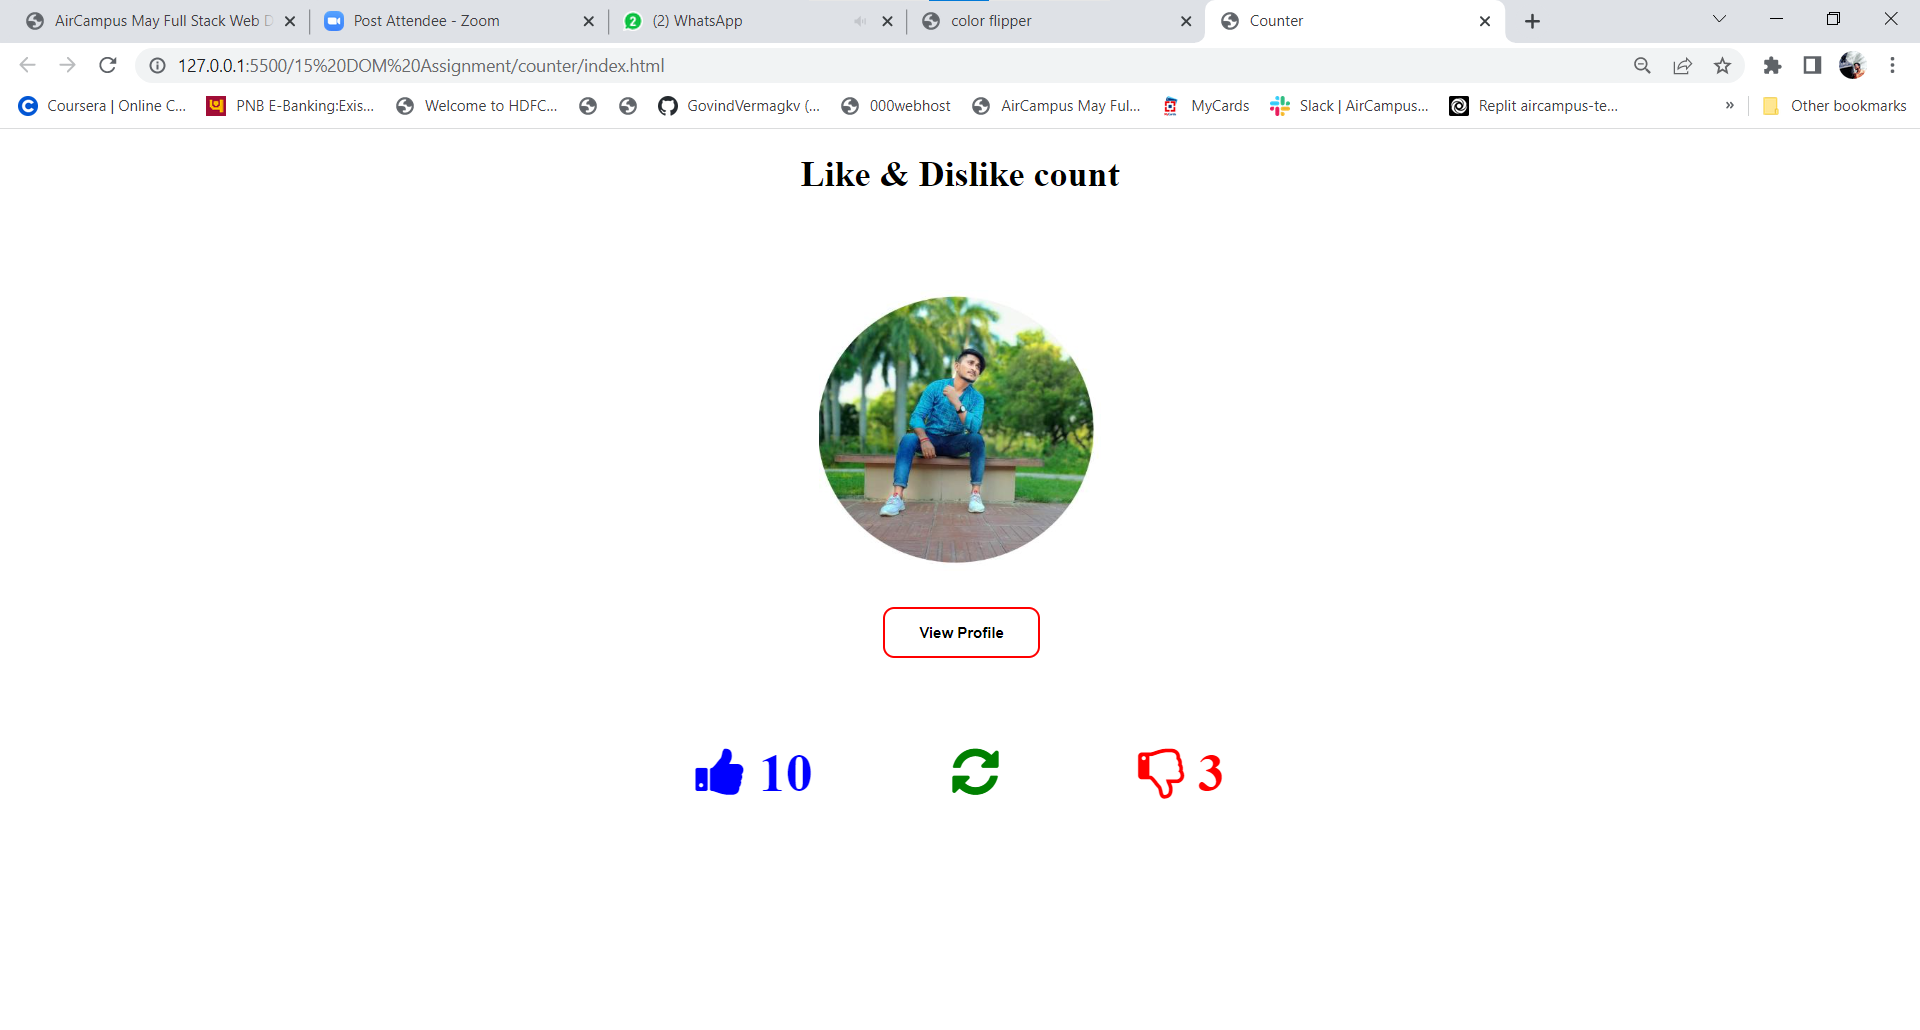 AirCampus May Full Stack Web D
Post Attendee - Zoom
(2) WhatsApp
color flipper
Counter
127.0.0.1:5500/15%20DOM%20Assignment/counter/index.html
Coursera | Online C...
PNB E-Banking:Exis...
Welcome to HDFC...
GovindVermagkv (...
000webhost
AirCampus May Ful...
MyCards
Slack | AirCampus...
Replit aircampus-te...
»
Other bookmarks
Like & Dislike count
View Profile
10
3